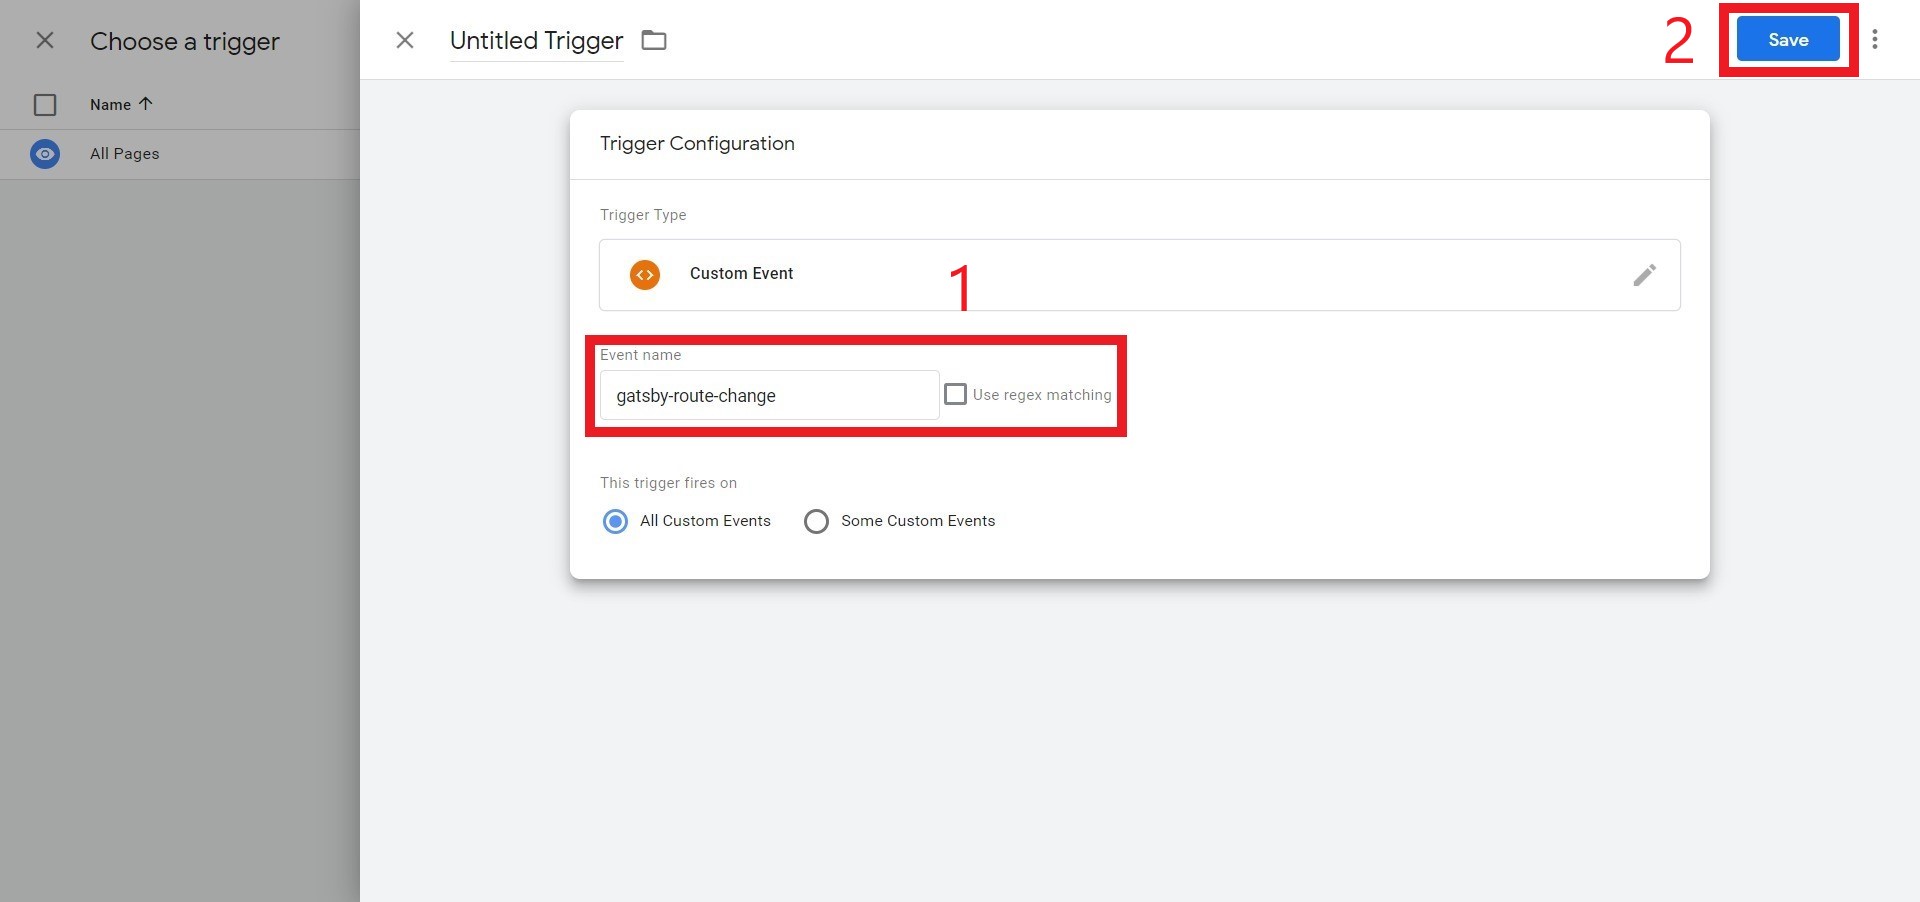 Choose a trigger
Name
All Pages
Untitled Trigger
2
Save
Trigger Configuration
Trigger Type
Custom Event
1
Event name
gatsby-route-change
Use regex matching
This trigger fires on
All Custom Events
Some Custom Events